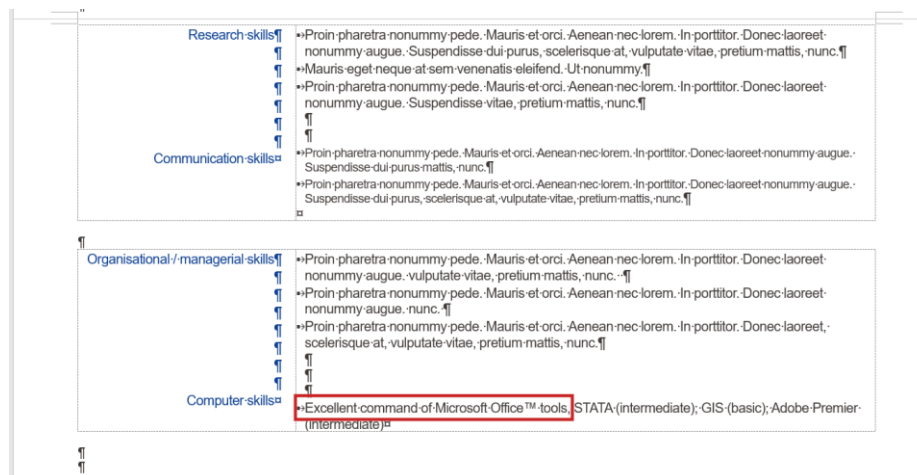 Research skills¶
▪→Proin·pharetra·nonummy·pede.·Mauris·et·orci.·Aenean·nec·lorem.·In·porttitor.·Donec·laoreet·
¶ nonummy·augue.·Suspendisse·dui·purus,·scelerisque·at,·vulputate·vitae,·pretium·mattis,·nunc.¶
¶ ▪→Mauris·eget·neque·at·sem·venenatis·eleifend.·Ut·nonummy.¶
¶ ▪→Proin·pharetra·nonummy·pede.·Mauris·et·orci.·Aenean·nec·lorem.·In·porttitor.·Donec·laoreet·
¶ nonummy·augue.·Suspendisse·vitae,·pretium·mattis,·nunc.¶
¶ ¶
¶ ¶
Communication·skills¤
▪→Proin·pharetra·nonummy·pede.·Mauris·et·orci.·Aenean·nec·lorem.·In·porttitor.·Donec·laoreet·nonummy·augue.·
Suspendisse·dui·purus·mattis,·nunc.¶
▪→Proin·pharetra·nonummy·pede.·Mauris·et·orci.·Aenean·nec·lorem.·In·porttitor.·Donec·laoreet·nonummy·augue.·
Suspendisse·dui·purus,·scelerisque·at,·vulputate·vitae,·pretium·mattis,·nunc.¶
¤
¶
Organisational·/·managerial·skills¶
▪→Proin·pharetra·nonummy·pede.·Mauris·et·orci.·Aenean·nec·lorem.·In·porttitor.·Donec·laoreet·
¶ nonummy·augue.·vulputate·vitae,·pretium·mattis,·nunc.··¶
¶ ▪→Proin·pharetra·nonummy·pede.·Mauris·et·orci.·Aenean·nec·lorem.·In·porttitor.·Donec·laoreet·
¶ nonummy·augue.·nunc.·¶
¶ ▪→Proin·pharetra·nonummy·pede.·Mauris·et·orci.·Aenean·nec·lorem.·In·porttitor.·Donec·laoreet,·
¶ scelerisque·at,·vulputate·vitae,·pretium·mattis,·nunc.¶
¶ ¶
¶ ¶
¶
Computer·skills¤
▪→Excellent·command·of·Microsoft·Office™·tools,·STATA·(intermediate);·GIS·(basic);·Adobe·Premier·
(intermediate)¤
¶
¶